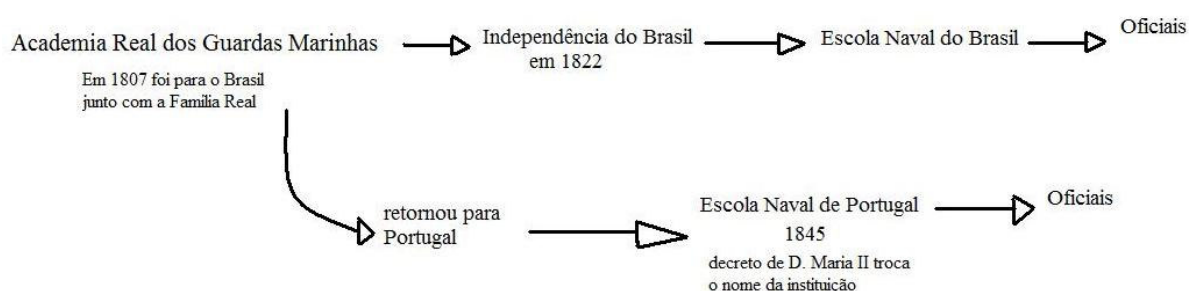 Academia Real dos Guardas Marinhas
Em 1807 foi para o Brasil
junto com a Família Real
Independência do Brasil
em 1822
Escola Naval do Brasil
Oficiais
retornou para
Portugal
Escola Naval de Portugal
1845
decreto de D. Maria II troca
o nome da instituição
Oficiais